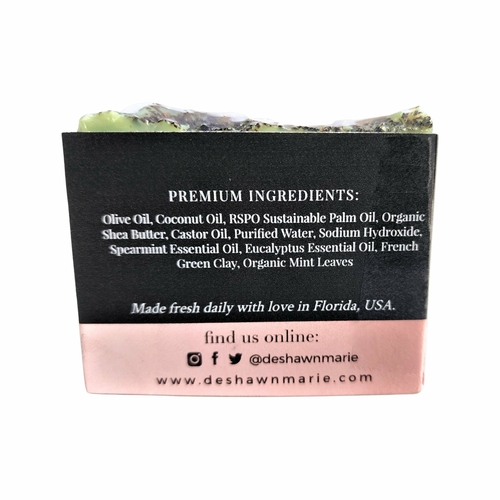 PREMIUM INGREDIENTS:
Olive Oil, Coconut Oil, RSPO Sustainable Palm Oil, Organic
Shea Butter, Castor Oil, Purified Water, Sodium Hydroxide,
Spearmint Essential Oil, Eucalyptus Essential Oil, French
Green Clay, Organic Mint Leaves
Made fresh daily with love in Florida, USA.
find us online:
@deshawnmarie
www.deshawnmarie.com